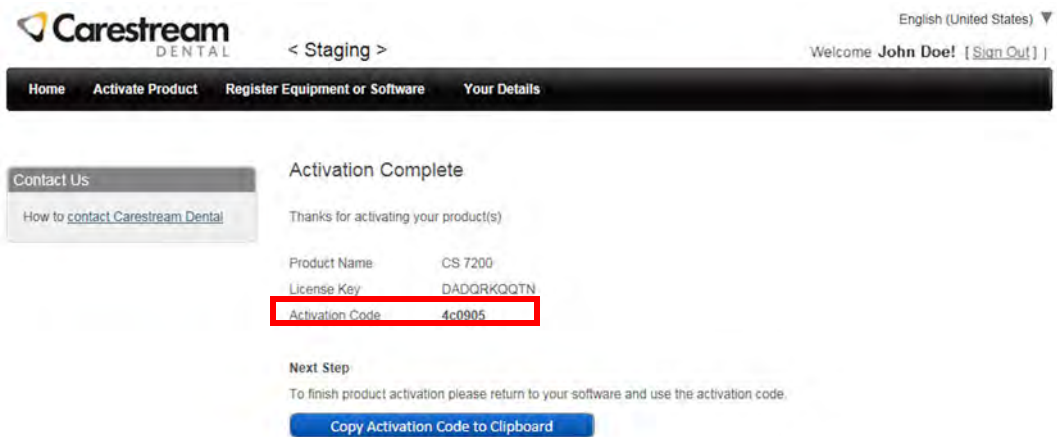 Carestream
DENTAL
< Staging >
English (United States)
Welcome John Doe! [ Sign Out ] |
Home Activate Product Register Equipment or Software Your Details
Contact Us
How to contact Carestream Dental
Activation Complete
Thanks for activating your product(s)
Product Name CS 7200
License Key DADQRKQQTN
Activation Code 4c0905
Next Step
To finish product activation please return to your software and use the activation code.
Copy Activation Code to Clipboard